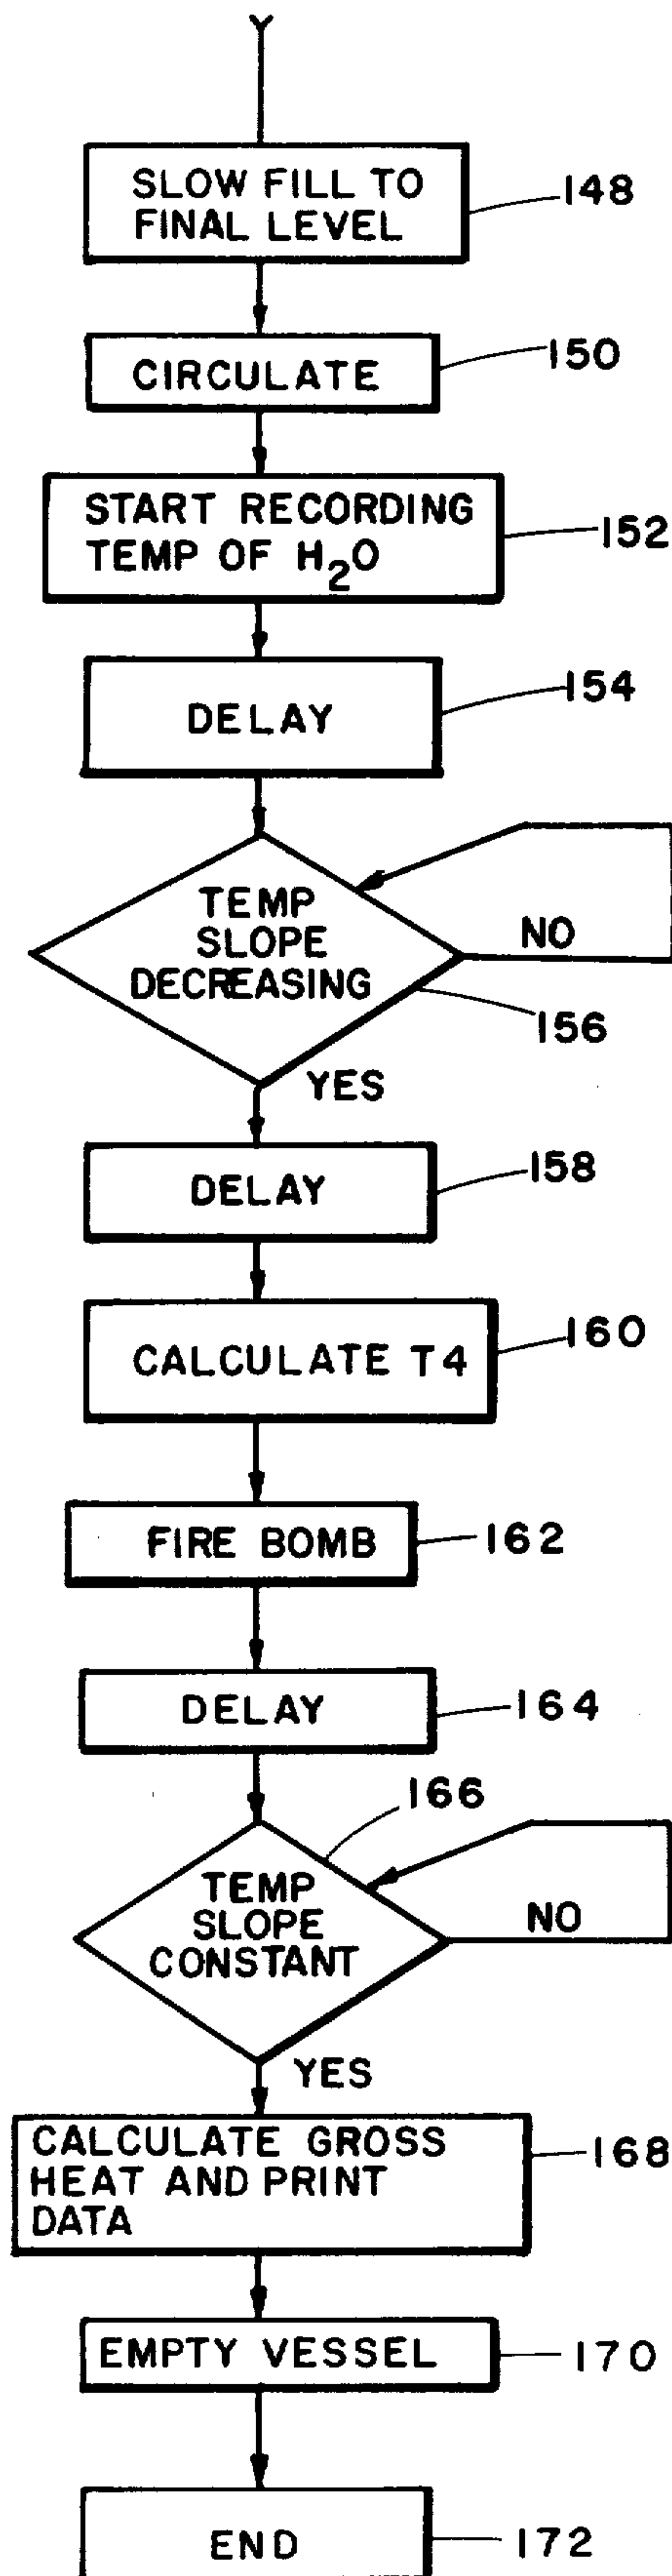 SLOW FILL TO
FINAL LEVEL
148
CIRCULATE
150
START RECORDING
TEMP OF H₂O
152
DELAY
154
TEMP
SLOPE
DECREASING
NO
156
YES
DELAY
158
CALCULATE T4
160
FIRE BOMB
162
DELAY
164
166
TEMP
SLOPE
CONSTANT
NO
YES
CALCULATE GROSS
HEAT AND PRINT
DATA
168
EMPTY VESSEL
170
END
172